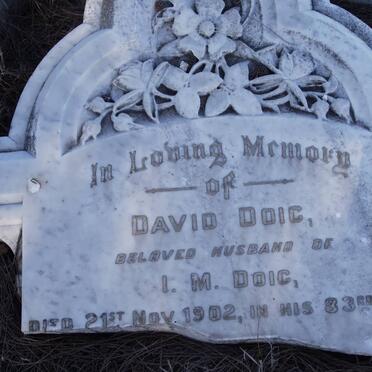 In Loving Memory
of
DAVID DOIG,
BELOVED HUSBAND OF
I. M. DOIG,
DIED 21ST NOV. 1902, IN HIS 83RD